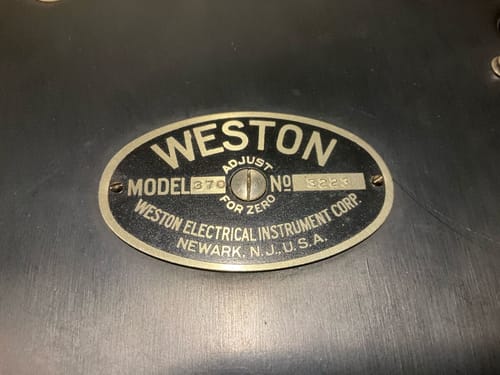 WESTON
ADJUST
MODEL 370 No 3223
FOR ZERO
WESTON ELECTRICAL INSTRUMENT CORP.
NEWARK, N.J., U.S.A.